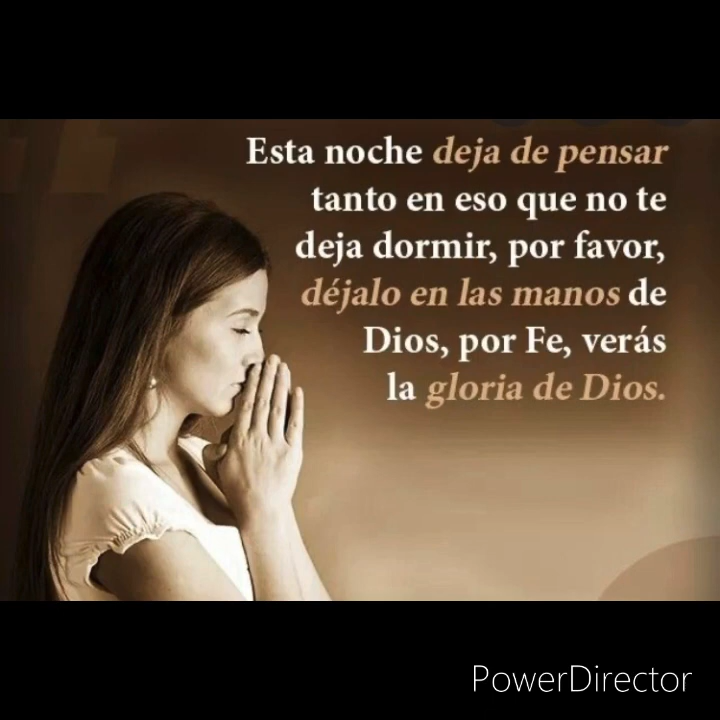 Esta noche deja de pensar
tanto en eso que no te
deja dormir, por favor,
déjalo en las manos de
Dios, por Fe, verás
la gloria de Dios.
PowerDirector